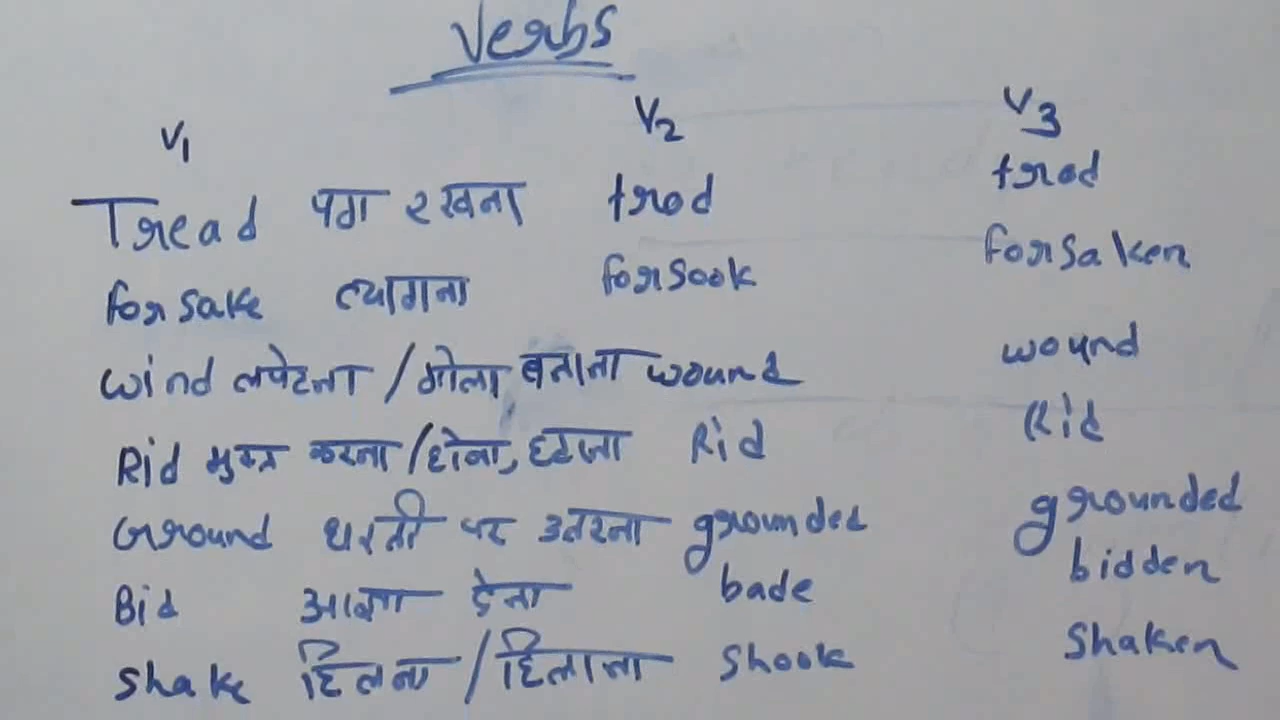 Verbs
V1 V2 V3
Tread पग रखना trod trod
forsake त्यागना forsook forsaken
wind लपेटना / गोला बनाना wound wound
Rid मुक्त करना / होना, हटाना Rid Rid
Ground धरती पर उतरना grounded grounded
Bid आज्ञा देना bade bidden
Shake हिलना / हिलाना Shook Shaken